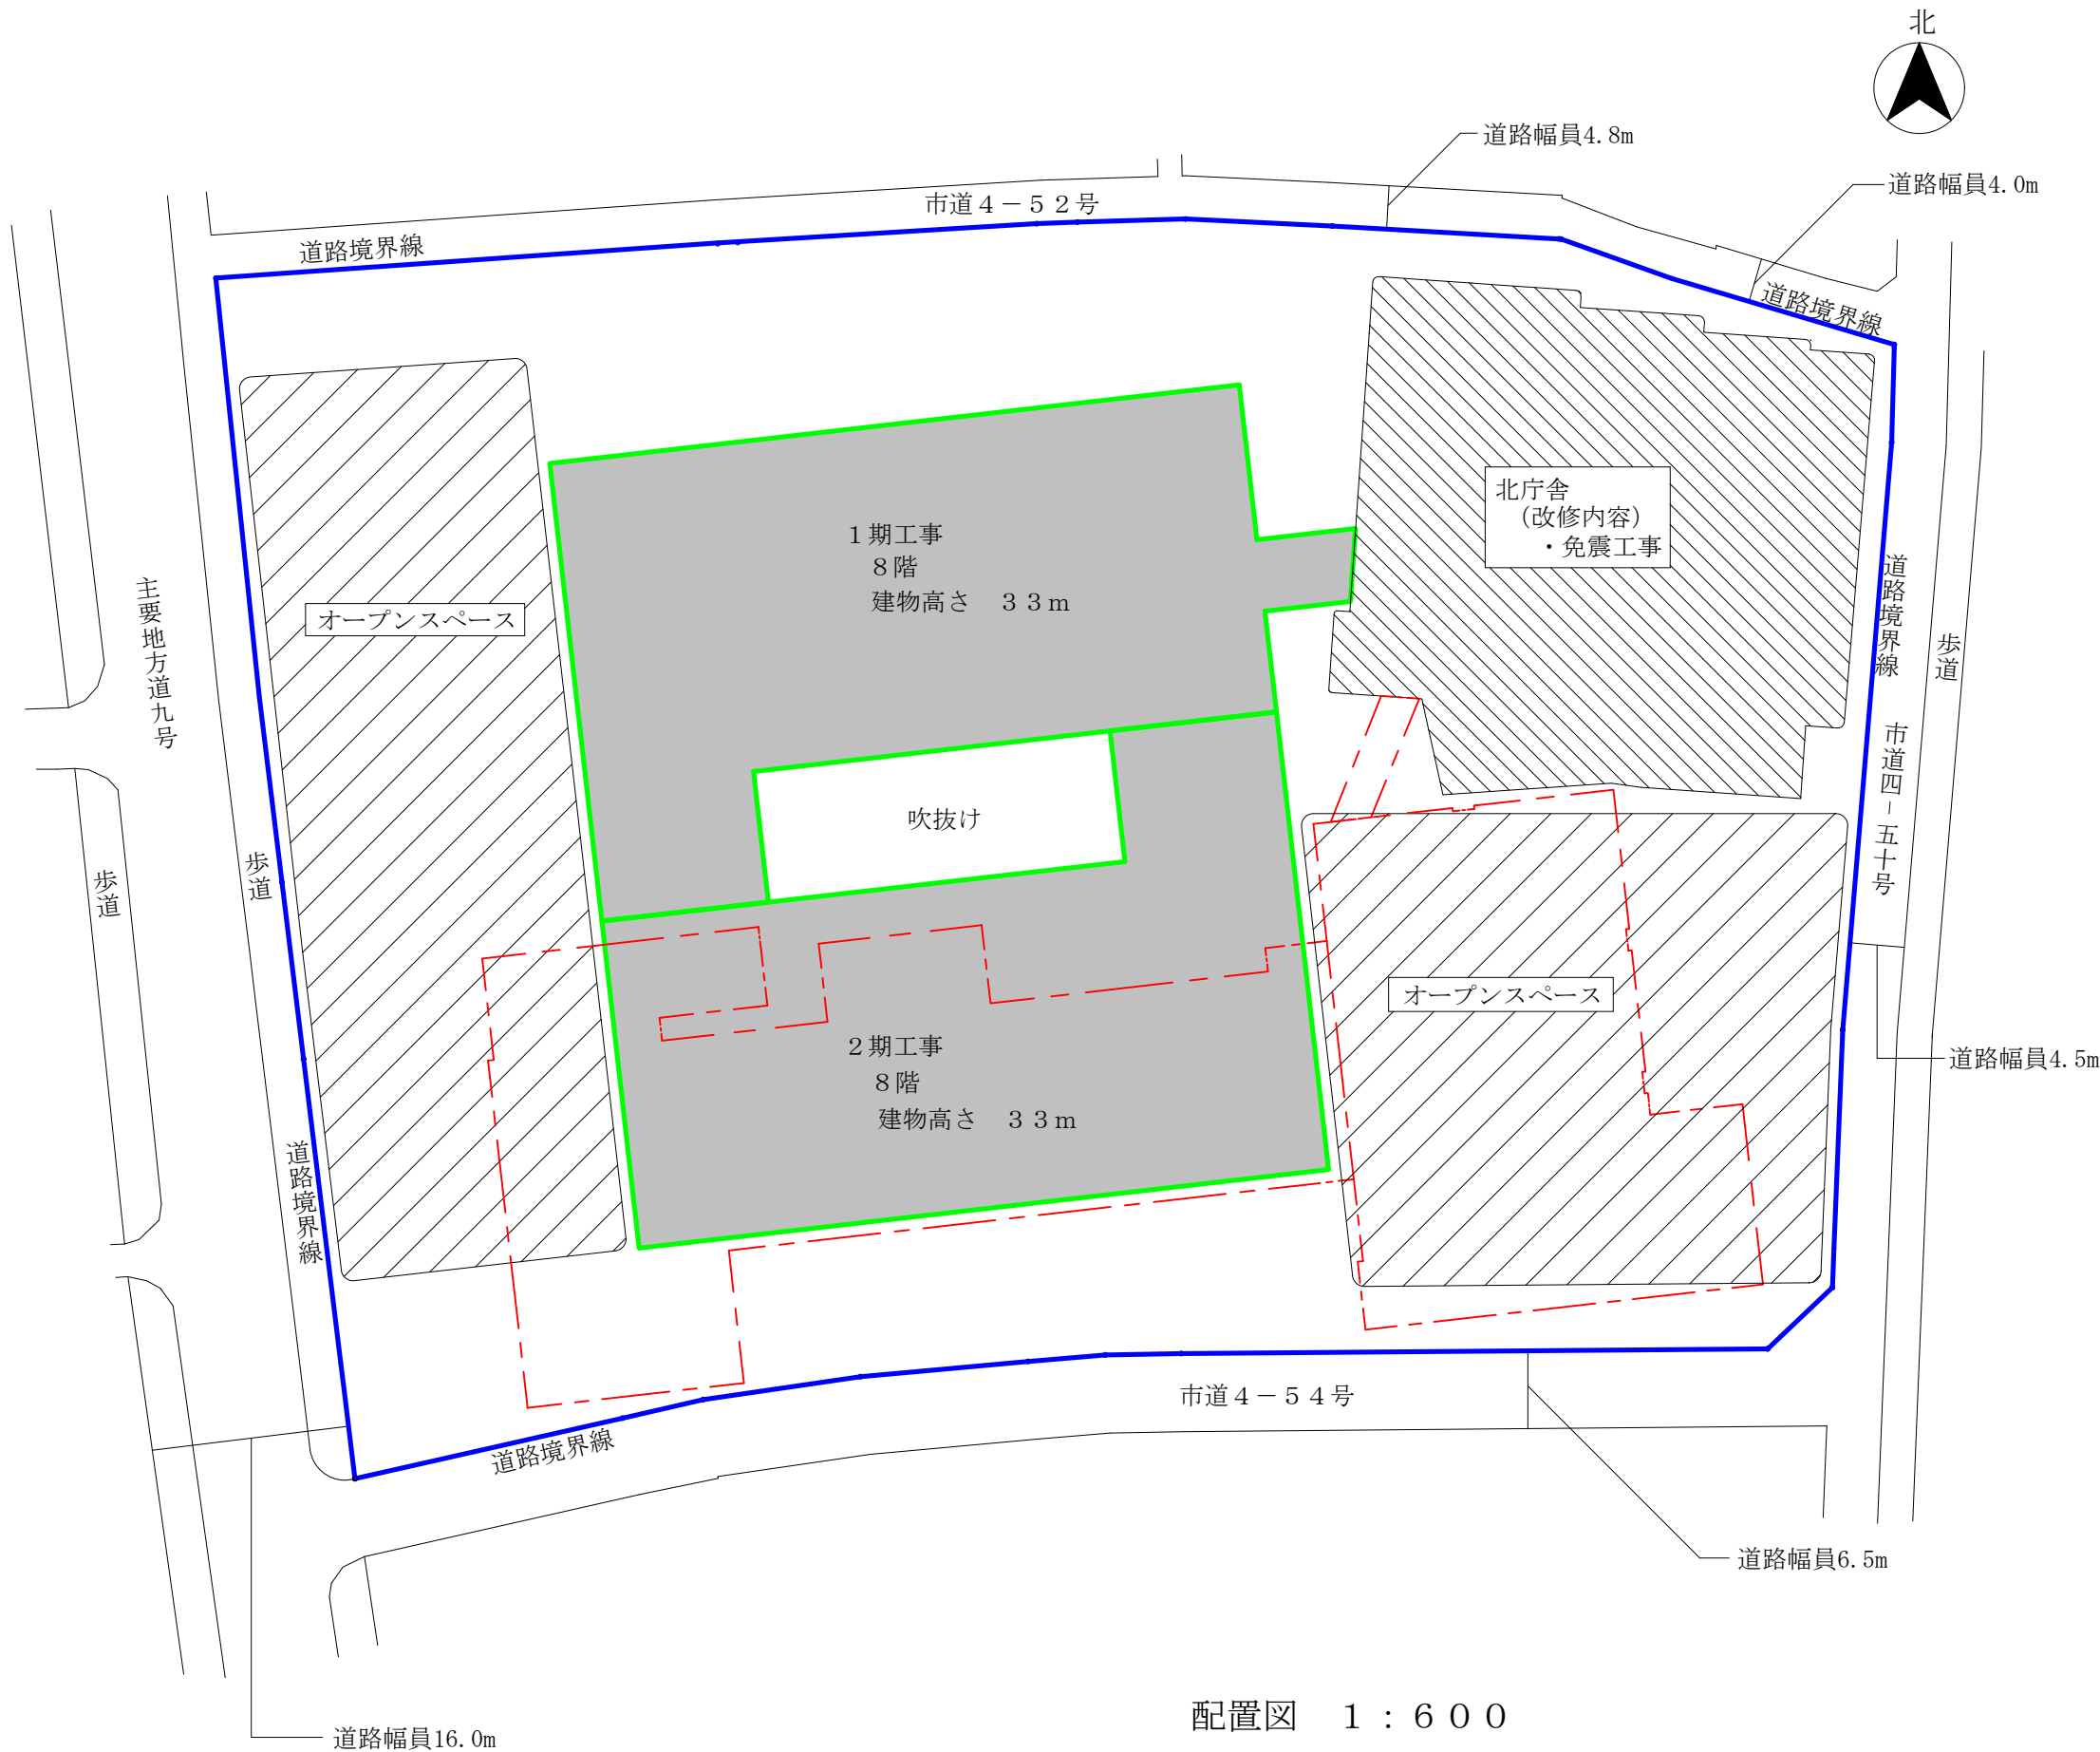 北
道路幅員4.8m
道路幅員4.0m
市道４－５２号
道路境界線
道路境界線
１期工事
８階
建物高さ　３３ｍ
北庁舎
（改修内容）
・免震工事
オープンスペース
主要地方道九号
道路境界線
歩道
市道四－五十号
吹抜け
歩道
歩道
オープンスペース
２期工事
８階
建物高さ　３３ｍ
道路幅員4.5m
道路境界線
市道４－５４号
道路境界線
道路幅員6.5m
道路幅員16.0m
配置図　１：６００